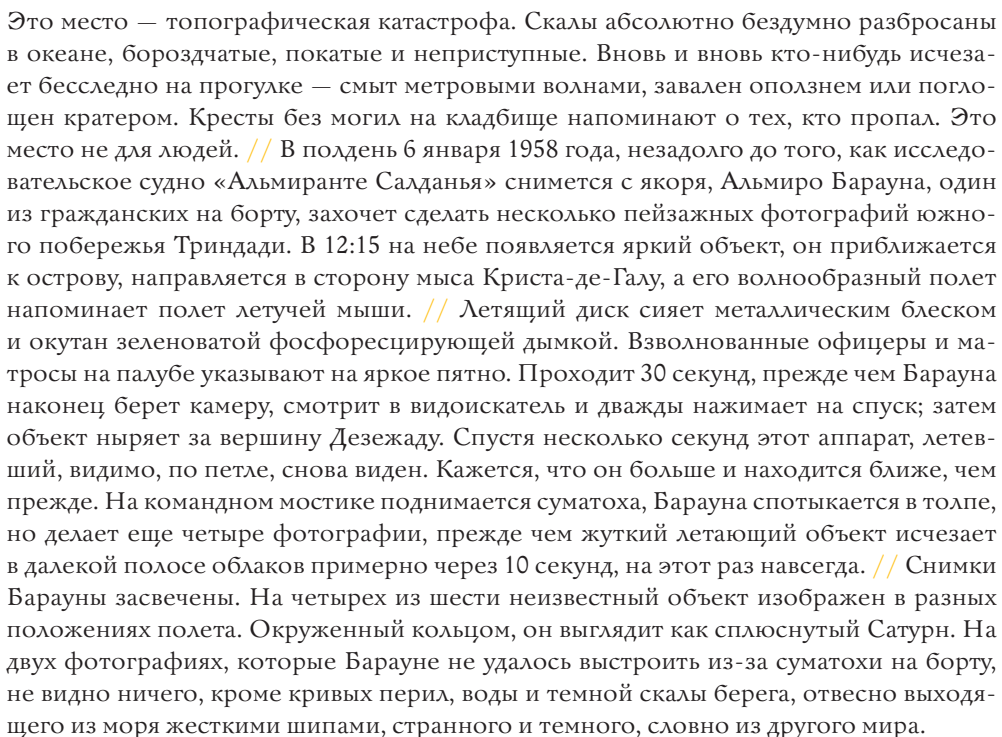 Это место — топографическая катастрофа. Скалы абсолютно бездумно разбросаны
в океане, бороздчатые, покатые и неприступные. Вновь и вновь кто-нибудь исчеза-
ет бесследно на прогулке — смыт метровыми волнами, завален оползнем или погло-
щен кратером. Кресты без могил на кладбище напоминают о тех, кто пропал. Это
место не для людей. // В полдень 6 января 1958 года, незадолго до того, как исследо-
вательское судно «Альмиранте Салданья» снимется с якоря, Альмиро Барауна, один
из гражданских на борту, захочет сделать несколько пейзажных фотографий южно-
го побережья Триндади. В 12:15 на небе появляется яркий объект, он приближается
к острову, направляется в сторону мыса Криста-де-Галу, а его волнообразный полет
напоминает полет летучей мыши. // Летящий диск сияет металлическим блеском
и окутан зеленоватой фосфоресцирующей дымкой. Взволнованные офицеры и ма-
тросы на палубе указывают на яркое пятно. Проходит 30 секунд, прежде чем Барауна
наконец берет камеру, смотрит в видоискатель и дважды нажимает на спуск; затем
объект ныряет за вершину Дезежаду. Спустя несколько секунд этот аппарат, летев-
ший, видимо, по петле, снова виден. Кажется, что он больше и находится ближе, чем
прежде. На командном мостике поднимается суматоха, Барауна спотыкается в толпе,
но делает еще четыре фотографии, прежде чем жуткий летающий объект исчезает
в далекой полосе облаков примерно через 10 секунд, на этот раз навсегда. // Снимки
Барауны засвечены. На четырех из шести неизвестный объект изображен в разных
положениях полета. Окруженный кольцом, он выглядит как сплюснутый Сатурн. На
двух фотографиях, которые Барауне не удалось выстроить из-за суматохи на борту,
не видно ничего, кроме кривых перил, воды и темной скалы берега, отвесно выходя-
щего из моря жесткими шипами, странного и темного, словно из другого мира.